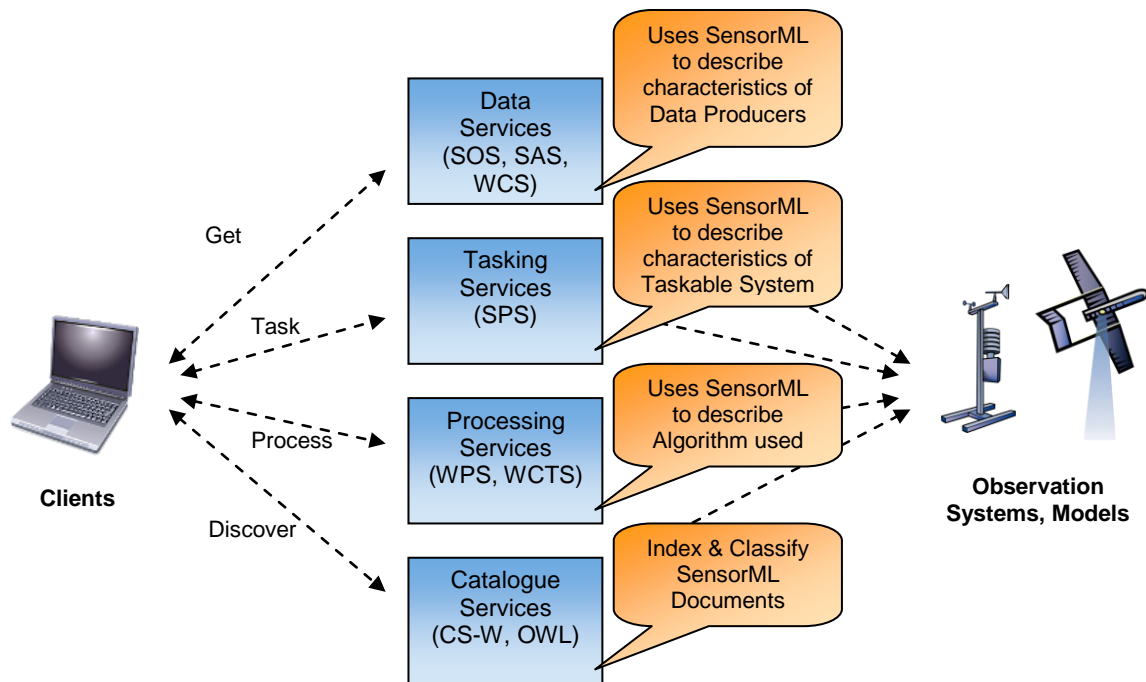 Uses SensorML
to describe
characteristics of
Data Producers
Data
Services
(SOS, SAS,
WCS)
Get
Uses SensorML
to describe
characteristics of
Taskable System
Tasking
Services
(SPS)
Task
Uses SensorML
to describe
Algorithm used
Processing
Services
(WPS, WCTS)
Process
Clients
Observation
Systems, Models
Discover
Index & Classify
SensorML
Documents
Catalogue
Services
(CS-W, OWL)